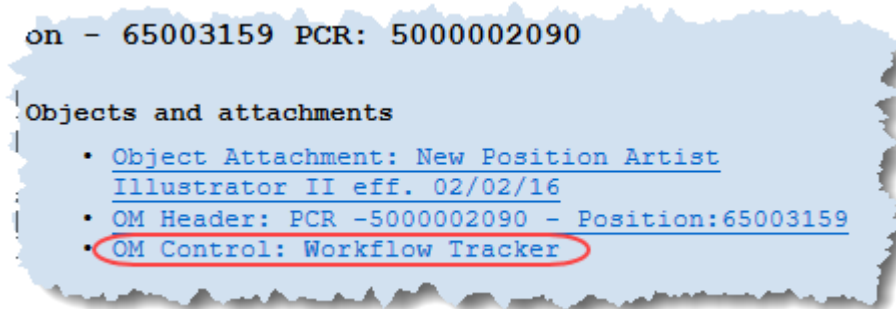 on - 65003159 PCR: 5000002090
Objects and attachments
• Object Attachment: New Position Artist
Illustrator II eff. 02/02/16
• OM Header: PCR -5000002090 - Position:65003159
• OM Control: Workflow Tracker